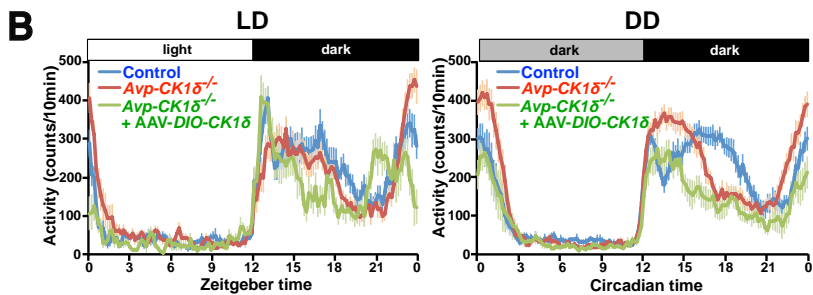 B
LD
DD
light dark
dark dark
500
400
300
200
100
0
Activity (counts/10min)
Control
Avp-CK1δ-/-
Avp-CK1δ-/-
+ AAV-DIO-CK1δ
0 3 6 9 12 15 18 21 0
Zeitgeber time
500
400
300
200
100
0
Activity (counts/10min)
Control
Avp-CK1δ-/-
Avp-CK1δ-/-
+ AAV-DIO-CK1δ
0 3 6 9 12 15 18 21 0
Circadian time